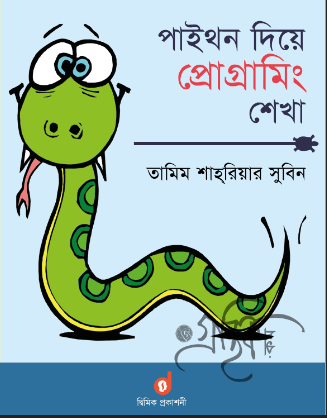 পাইথন দিয়ে
প্রোগ্রামিং
শেখা
তামিম শাহ্‌রিয়ার সুবিন
দ্বিমিক প্রকাশনী